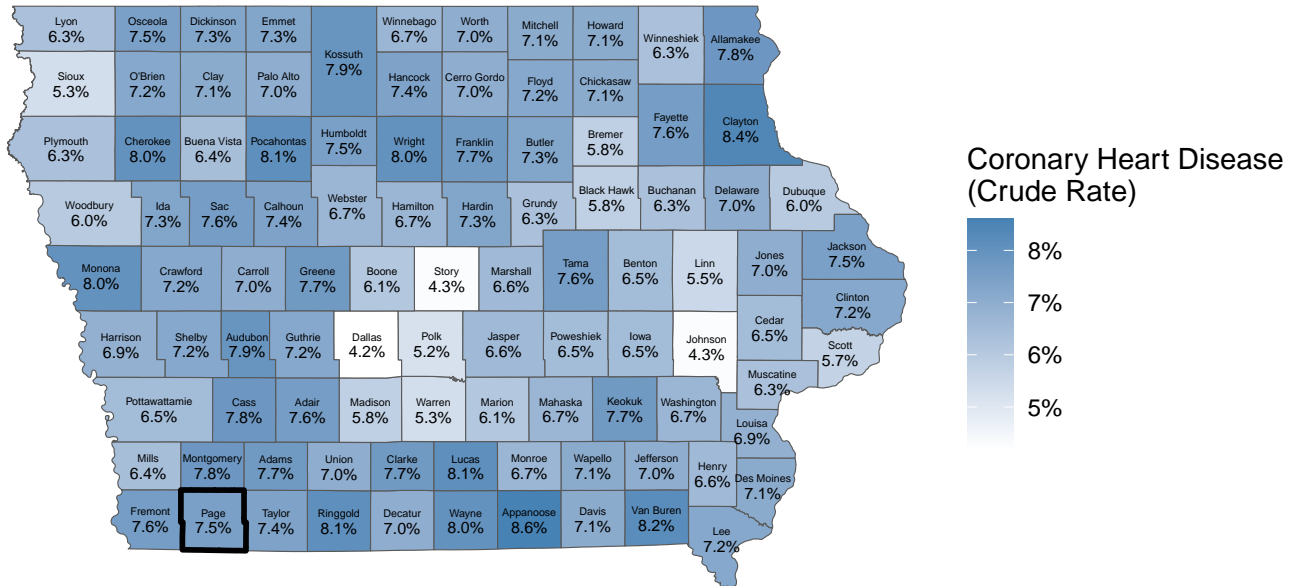 Lyon
6.3%
Osceola
7.5%
Dickinson
7.3%
Emmet
7.3%
Kossuth
7.9%
Winnebago
6.7%
Worth
7.0%
Mitchell
7.1%
Howard
7.1%
Winneshiek
6.3%
Allamakee
7.8%
Sioux
5.3%
O'Brien
7.2%
Clay
7.1%
Palo Alto
7.0%
Hancock
7.4%
Cerro Gordo
7.0%
Floyd
7.2%
Chickasaw
7.1%
Fayette
7.6%
Clayton
8.4%
Plymouth
6.3%
Cherokee
8.0%
Buena Vista
6.4%
Pocahontas
8.1%
Humboldt
7.5%
Wright
8.0%
Franklin
7.7%
Butler
7.3%
Bremer
5.8%
Coronary Heart Disease
(Crude Rate)
8%
7%
6%
5%
Woodbury
6.0%
Ida
7.3%
Sac
7.6%
Calhoun
7.4%
Webster
6.7%
Hamilton
6.7%
Hardin
7.3%
Grundy
6.3%
Black Hawk
5.8%
Buchanan
6.3%
Delaware
7.0%
Dubuque
6.0%
Monona
8.0%
Crawford
7.2%
Carroll
7.0%
Greene
7.7%
Boone
6.1%
Story
4.3%
Marshall
6.6%
Tama
7.6%
Benton
6.5%
Linn
5.5%
Jones
7.0%
Jackson
7.5%
Clinton
7.2%
Harrison
6.9%
Shelby
7.2%
Audubon
7.9%
Guthrie
7.2%
Dallas
4.2%
Polk
5.2%
Jasper
6.6%
Poweshiek
6.5%
Iowa
6.5%
Johnson
4.3%
Cedar
6.5%
Scott
5.7%
Muscatine
6.3%
Pottawattamie
6.5%
Cass
7.8%
Adair
7.6%
Madison
5.8%
Warren
5.3%
Marion
6.1%
Mahaska
6.7%
Keokuk
7.7%
Washington
6.7%
Louisa
6.9%
Mills
6.4%
Montgomery
7.8%
Adams
7.7%
Union
7.0%
Clarke
7.7%
Lucas
8.1%
Monroe
6.7%
Wapello
7.1%
Jefferson
7.0%
Henry
6.6%
Des Moines
7.1%
Fremont
7.6%
Page
7.5%
Taylor
7.4%
Ringgold
8.1%
Decatur
7.0%
Wayne
8.0%
Appanoose
8.6%
Davis
7.1%
Van Buren
8.2%
Lee
7.2%